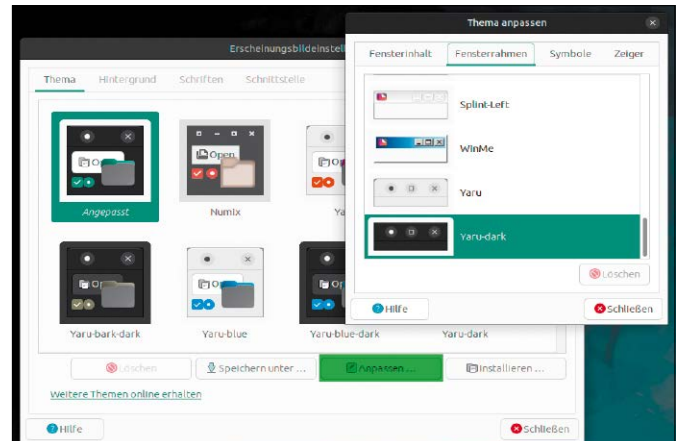 Thema anpassen
Fensterinhalt Fensterrahmen Symbole Zeiger
Splint-Left
WinMe
Yaru
Yaru-dark
Löschen
Hilfe Schließen
Thema Hintergrund Schriften Schnittstelle
Open
Angepasst Numix
Yaru-bark-dark Yaru-blue Yaru-blue-dark Yaru-dark
Löschen Speichern unter ... Anpassen ... Installieren ...
Weitere Themen online erhalten
Hilfe Schließen